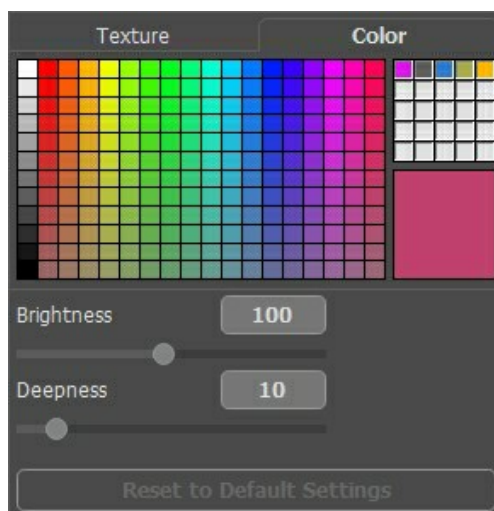 Texture Color
Brightness 100
Deepness 10
Reset to Default Settings